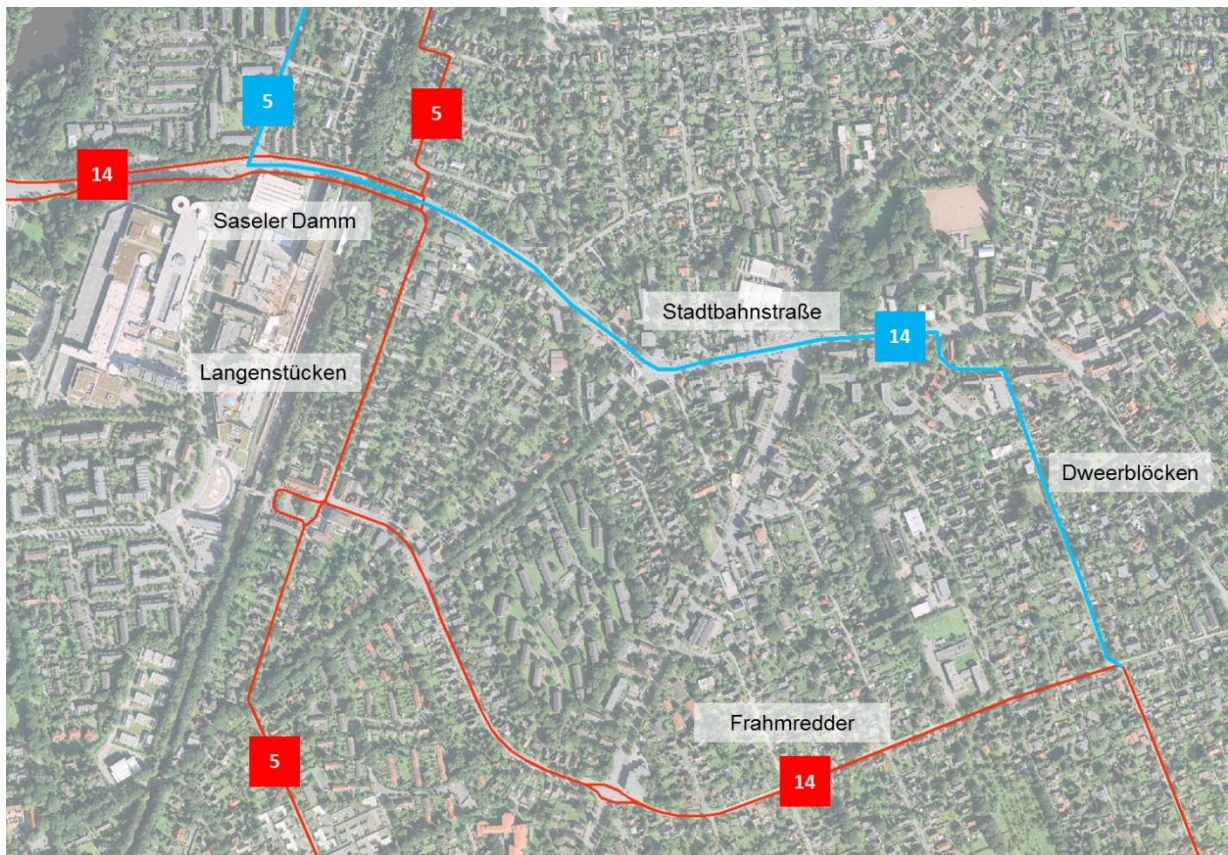 5
5
14
Saseler Damm
Stadtbahnstraße
14
Langenstücken
Dweerblöcken
Frahmredder
5
14